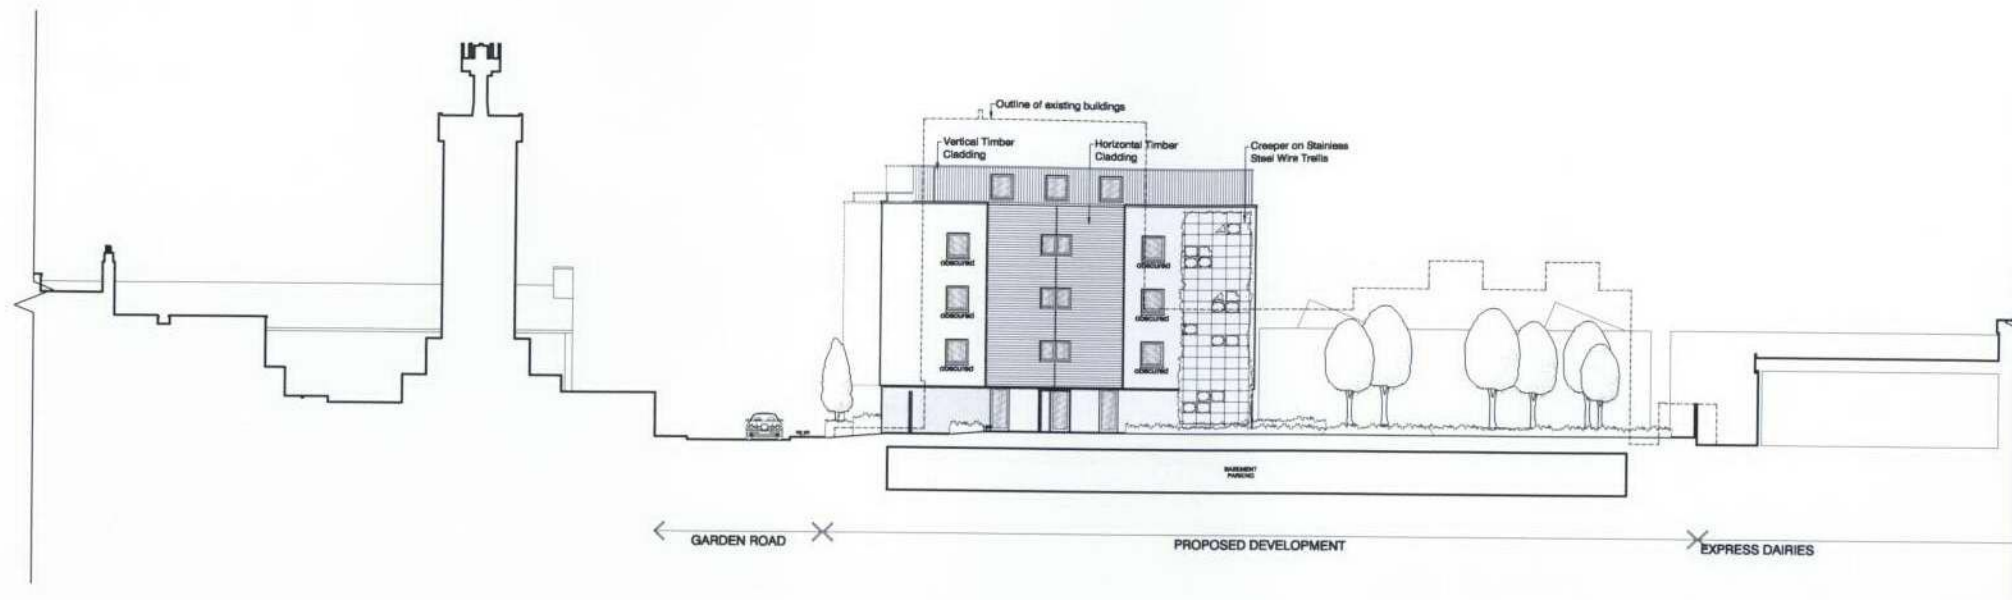 Outline of existing buildings
Vertical Timber
Cladding
Horizontal Timber
Cladding
Creeper on Stainless
Steel Wire Trellis
obscured
obscured
obscured
obscured
obscured
obscured
BASEMENT
PARKING
GARDEN ROAD
PROPOSED DEVELOPMENT
EXPRESS DAIRIES